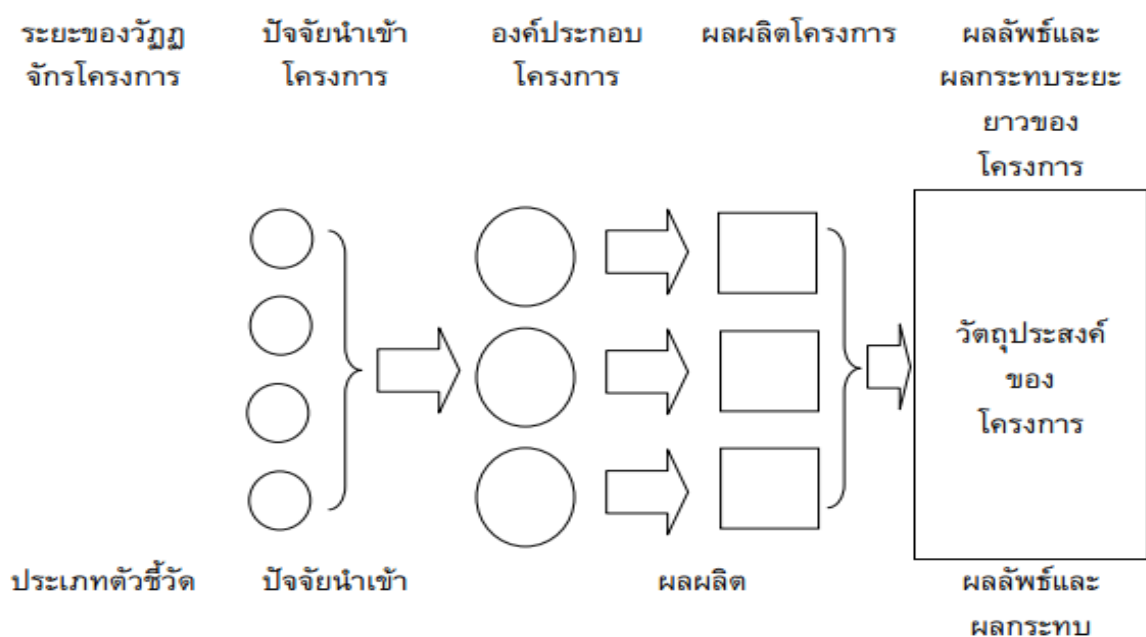 ระยะของวัฏฏ ปัจจัยนำเข้า องค์ประกอบ ผลผลิตโครงการ ผลลัพธ์และ
จักรโครงการ โครงการ โครงการ ผลกระทบระยะ
ยาวของ
โครงการ
วัตถุประสงค์
ของ
โครงการ
ประเภทตัวชี้วัด ปัจจัยนำเข้า ผลผลิต ผลลัพธ์และ
ผลกระทบ